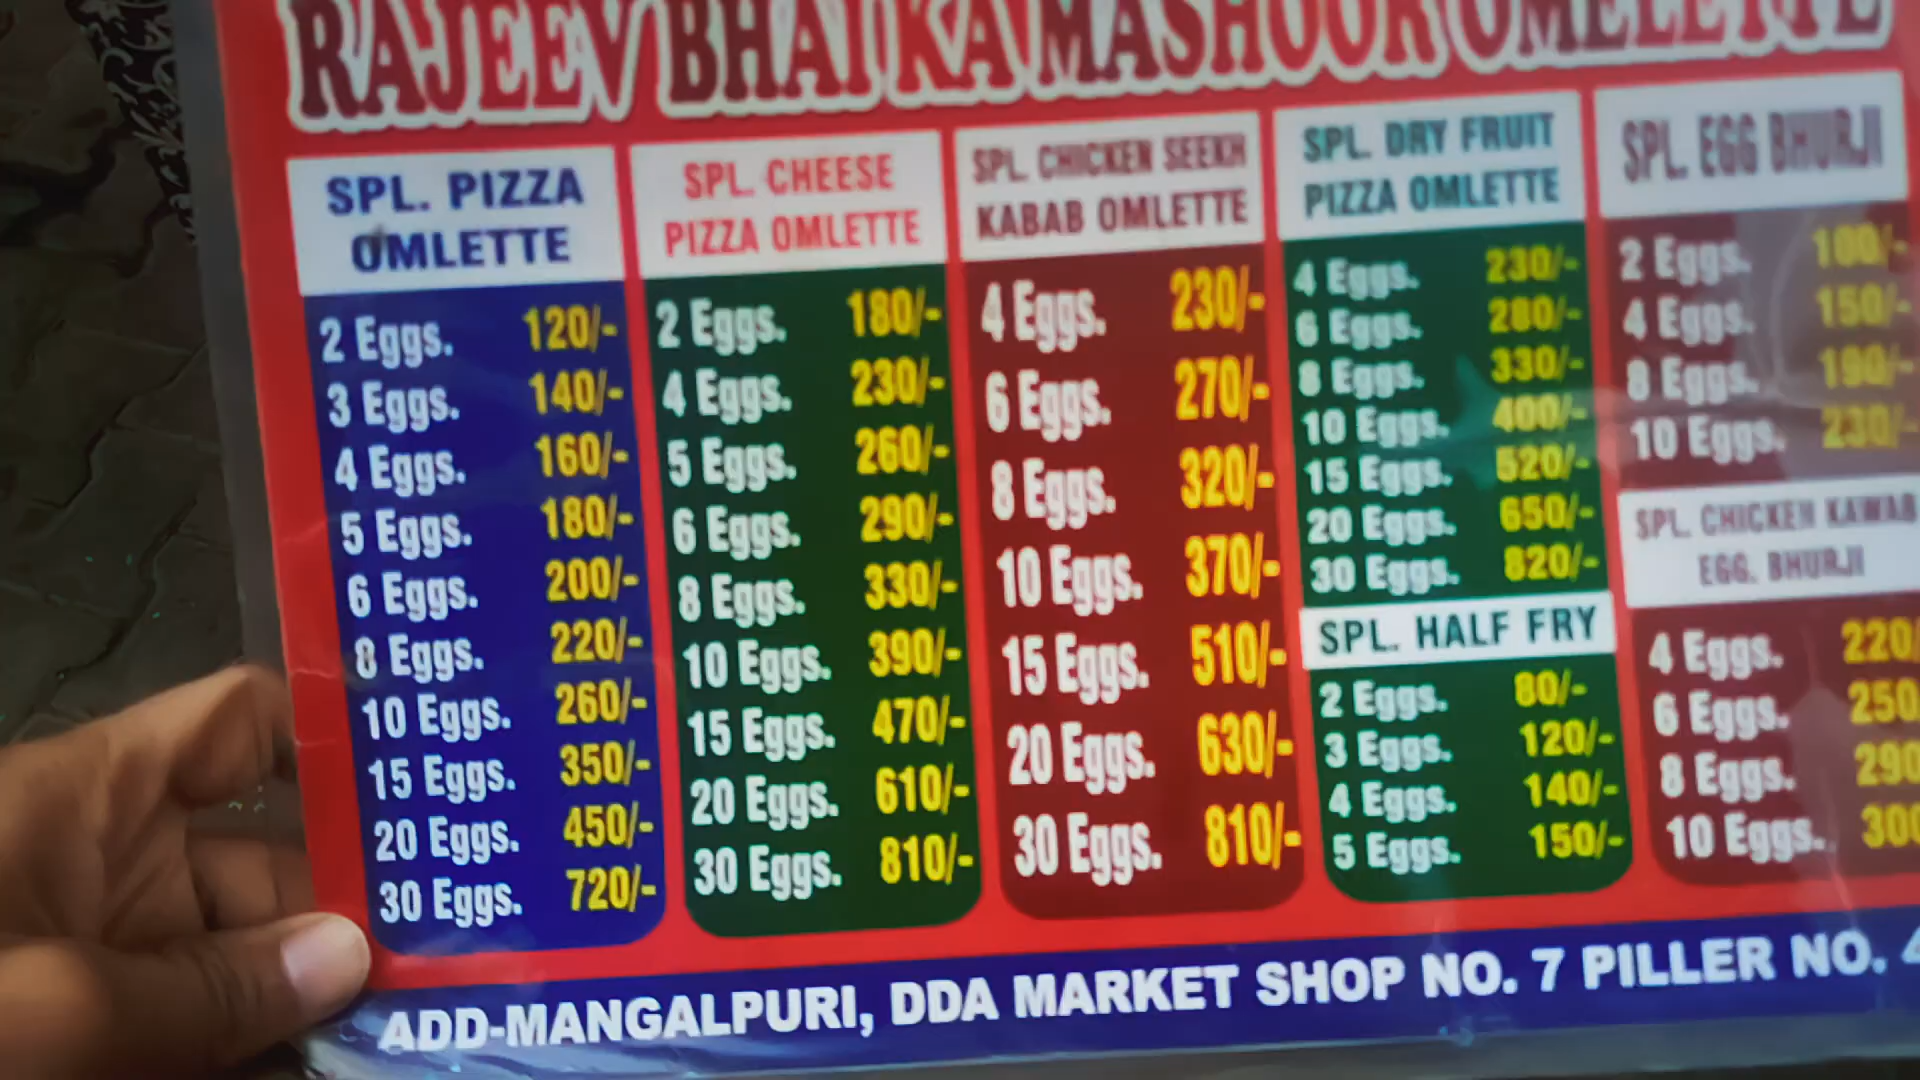 RAJEEV BHAI KA MASHOOR OMELETTE
SPL. PIZZA
OMLETTE
2 Eggs. 120/-
3 Eggs. 140/-
4 Eggs. 160/-
5 Eggs. 180/-
6 Eggs. 200/-
8 Eggs. 220/-
10 Eggs. 260/-
15 Eggs. 350/-
20 Eggs. 450/-
30 Eggs. 720/-
SPL. CHEESE
PIZZA OMLETTE
2 Eggs. 180/-
4 Eggs. 230/-
5 Eggs. 260/-
6 Eggs. 290/-
8 Eggs. 330/-
10 Eggs. 390/-
15 Eggs. 470/-
20 Eggs. 610/-
30 Eggs. 810/-
SPL. CHICKEN SEEKH
KABAB OMLETTE
4 Eggs. 230/-
6 Eggs. 270/-
8 Eggs. 320/-
10 Eggs. 370/-
15 Eggs. 510/-
20 Eggs. 630/-
30 Eggs. 810/-
SPL. DRY FRUIT
PIZZA OMLETTE
4 Eggs. 230/-
6 Eggs. 280/-
8 Eggs. 330/-
10 Eggs. 400/-
15 Eggs. 520/-
20 Eggs. 650/-
30 Eggs. 820/-
SPL. HALF FRY
2 Eggs. 80/-
3 Eggs. 120/-
4 Eggs. 140/-
5 Eggs. 150/-
SPL. EGG BHURJI
2 Eggs. 100/-
4 Eggs. 150/-
8 Eggs. 190/-
10 Eggs. 230/-
SPL. CHICKEN KAWAB
EGG. BHURJI
4 Eggs. 220/
6 Eggs. 250
8 Eggs. 290
10 Eggs. 300
ADD-MANGALPURI, DDA MARKET SHOP NO. 7 PILLER NO. 4